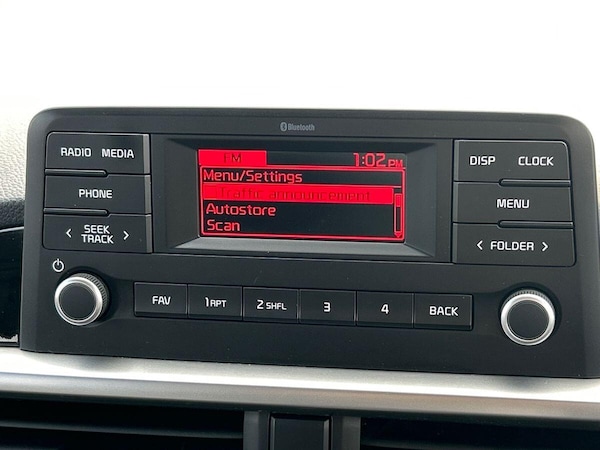 Bluetooth
RADIO MEDIA
FM 1:02 PM
DISP CLOCK
Menu/Settings
PHONE
Traffic announcement
MENU
Autostore
SEEK
TRACK
Scan
FOLDER
FAV 1 RPT 2 SHFL 3 4 BACK